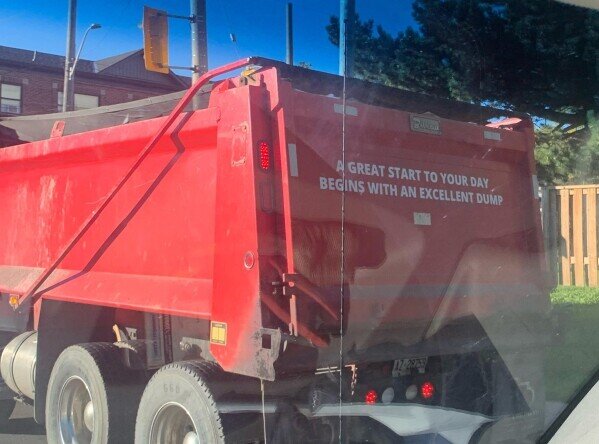 A GREAT START TO YOUR DAY
BEGINS WITH AN EXCELLENT DUMP